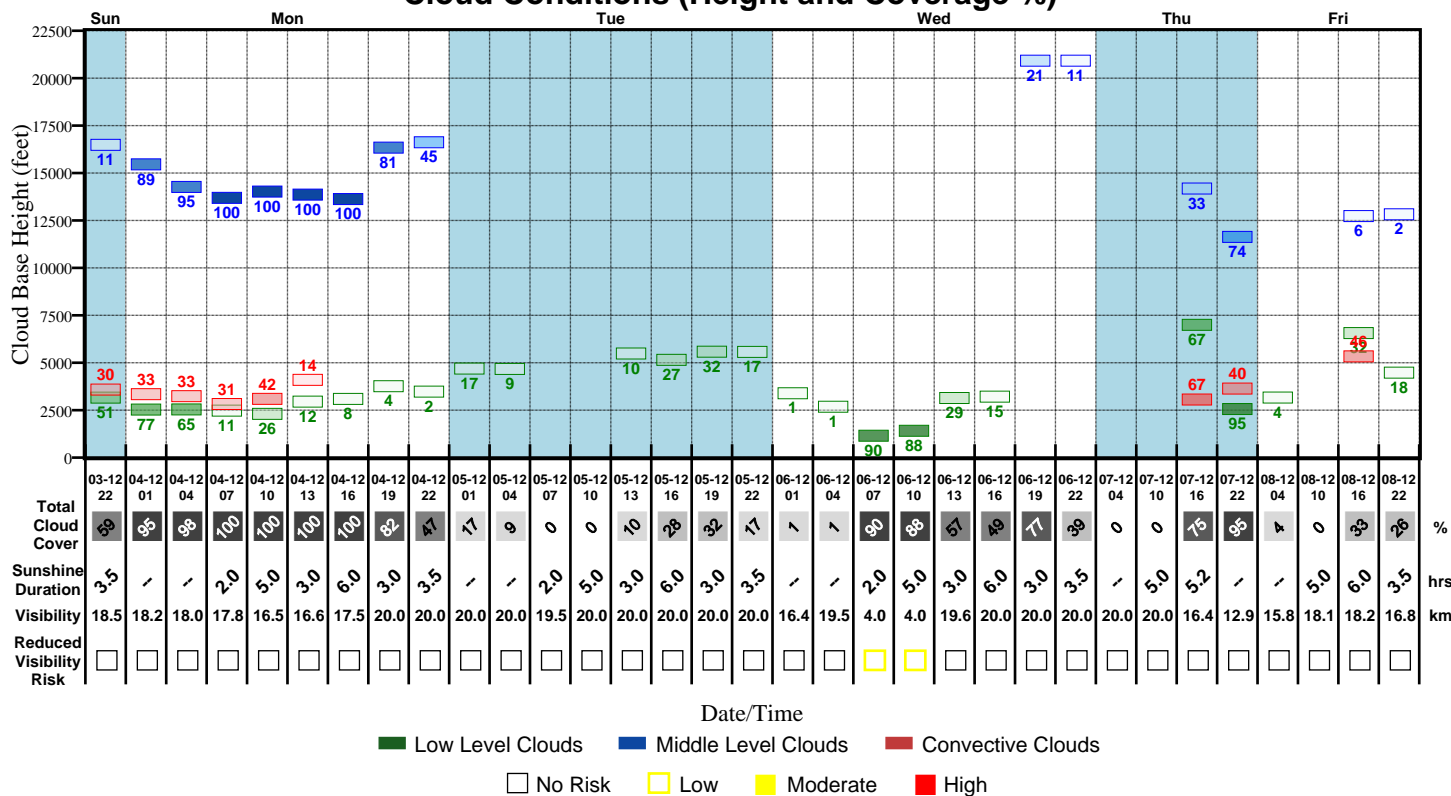 Cloud Conditions (Height and Coverage %)
Sun Mon Tue Wed Thu Fri
Cloud Base Height (feet)
22500
20000
17500
15000
12500
10000
7500
5000
2500
0
11 89 95 100 100 100 100 81 45 21 11 33 74 6 2
30 33 33 31 42 14 67 40 46
51 77 65 11 26 12 8 4 2 17 9 10 27 32 17 1 1 90 88 29 15 67 95 4 32 18
03-12 04-12 04-12 04-12 04-12 04-12 04-12 04-12 04-12 05-12 05-12 05-12 05-12 05-12 05-12 05-12 05-12 06-12 06-12 06-12 06-12 06-12 06-12 06-12 06-12 07-12 07-12 07-12 07-12 08-12 08-12 08-12 08-12
22 01 04 07 10 13 16 19 22 01 04 07 10 13 16 19 22 01 04 07 10 13 16 19 22 04 10 16 22 04 10 16 22
Total
Cloud
Cover
59 95 98 100 100 100 100 82 47 17 9 0 0 10 28 32 17 1 1 90 88 57 49 77 39 0 0 75 95 4 0 33 26 %
Sunshine
Duration
3.5 -- -- 2.0 5.0 3.0 6.0 3.0 3.5 -- -- 2.0 5.0 3.0 6.0 3.0 3.5 -- -- 2.0 5.0 3.0 6.0 3.0 3.5 -- 5.0 5.2 -- -- 5.0 6.0 3.5 hrs
Visibility 18.5 18.2 18.0 17.8 16.5 16.6 17.5 20.0 20.0 20.0 20.0 19.5 20.0 20.0 20.0 20.0 20.0 16.4 19.5 4.0 4.0 19.6 20.0 20.0 20.0 20.0 20.0 16.4 12.9 15.8 18.1 18.2 16.8 km
Reduced
Visibility
Risk
Date/Time
Low Level Clouds Middle Level Clouds Convective Clouds
No Risk Low Moderate High